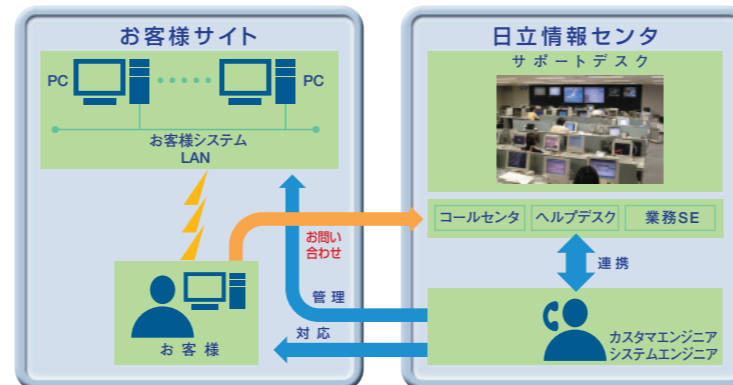 お客様サイト
PC
PC
お客様システム
LAN
お問い
合わせ
管理
対応
お客様
日立情報センタ
サポートデスク
コールセンタ
ヘルプデスク
業務SE
連携
カスタマエンジニア
システムエンジニア